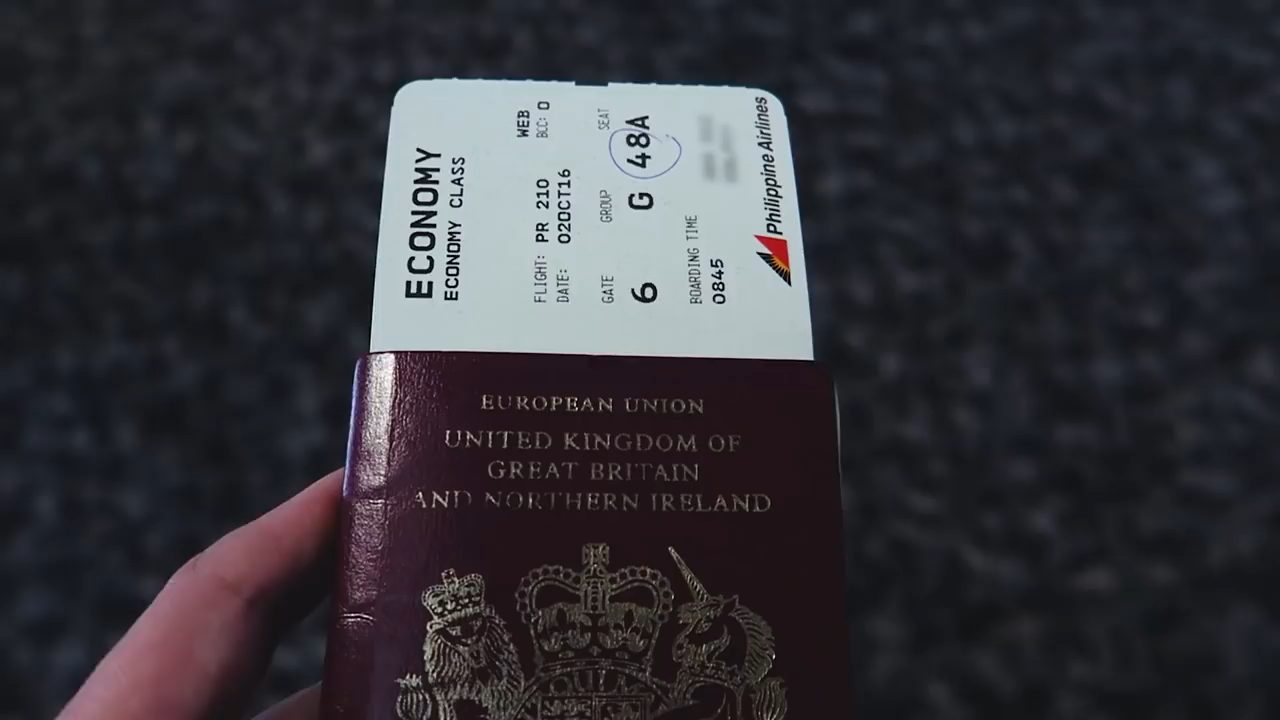 ECONOMY
ECONOMY CLASS
WEB
BCC: 0
FLIGHT: PR 210
DATE: 02OCT16
GATE GROUP SEAT
6 G 48A
BOARDING TIME
0845
Philippine Airlines
EUROPEAN UNION
UNITED KINGDOM OF
GREAT BRITAIN
AND NORTHERN IRELAND